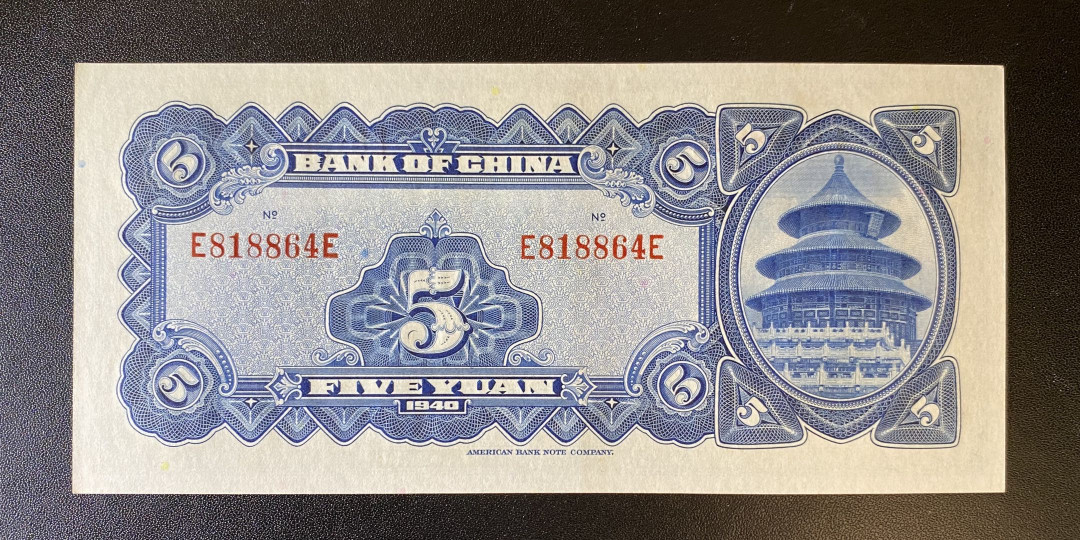 5 BANK OF CHINA 5 5 5
Nº Nº
E818864E E818864E
5
5 FIVE YUAN 5 5 5
1940
AMERICAN BANK NOTE COMPANY.